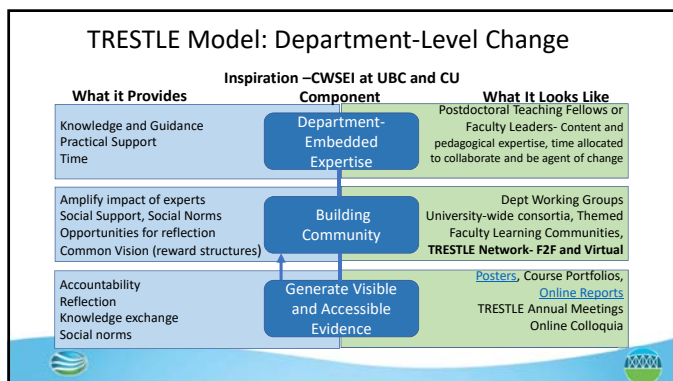 TRESTLE Model: Department-Level Change
Inspiration –CWSEI at UBC and CU
What it Provides
Component
What It Looks Like
Knowledge and Guidance
Practical Support
Time
Department-
Embedded
Expertise
Postdoctoral Teaching Fellows or
Faculty Leaders- Content and
pedagogical expertise, time allocated
to collaborate and be agent of change
Amplify impact of experts
Social Support, Social Norms
Opportunities for reflection
Common Vision (reward structures)
Building
Community
Dept Working Groups
University-wide consortia, Themed
Faculty Learning Communities,
TRESTLE Network- F2F and Virtual
Accountability
Reflection
Knowledge exchange
Social norms
Generate Visible
and Accessible
Evidence
Posters, Course Portfolios,
Online Reports
TRESTLE Annual Meetings
Online Colloquia